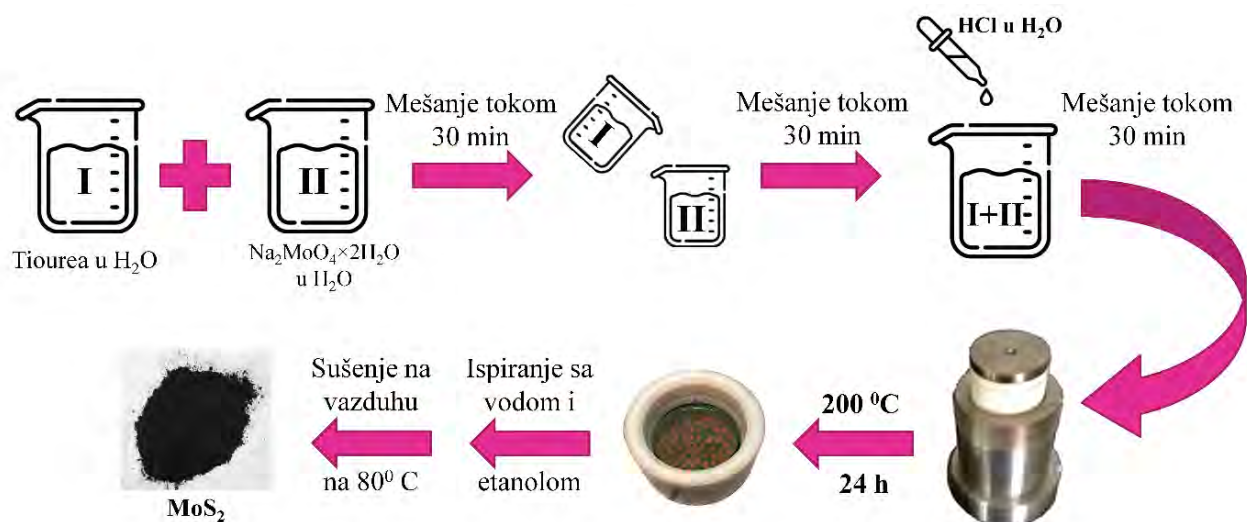 HCl u H₂O
Mešanje tokom
30 min
Mešanje tokom
30 min
Mešanje tokom
30 min
I
II
I
II
I+II
Tiourea u H₂O
Na₂MoO₄×2H₂O
u H₂O
Sušenje na
vazduhu
na 80⁰ C
Ispiranje sa
vodom i
etanolom
200 ⁰C
24 h
MoS₂